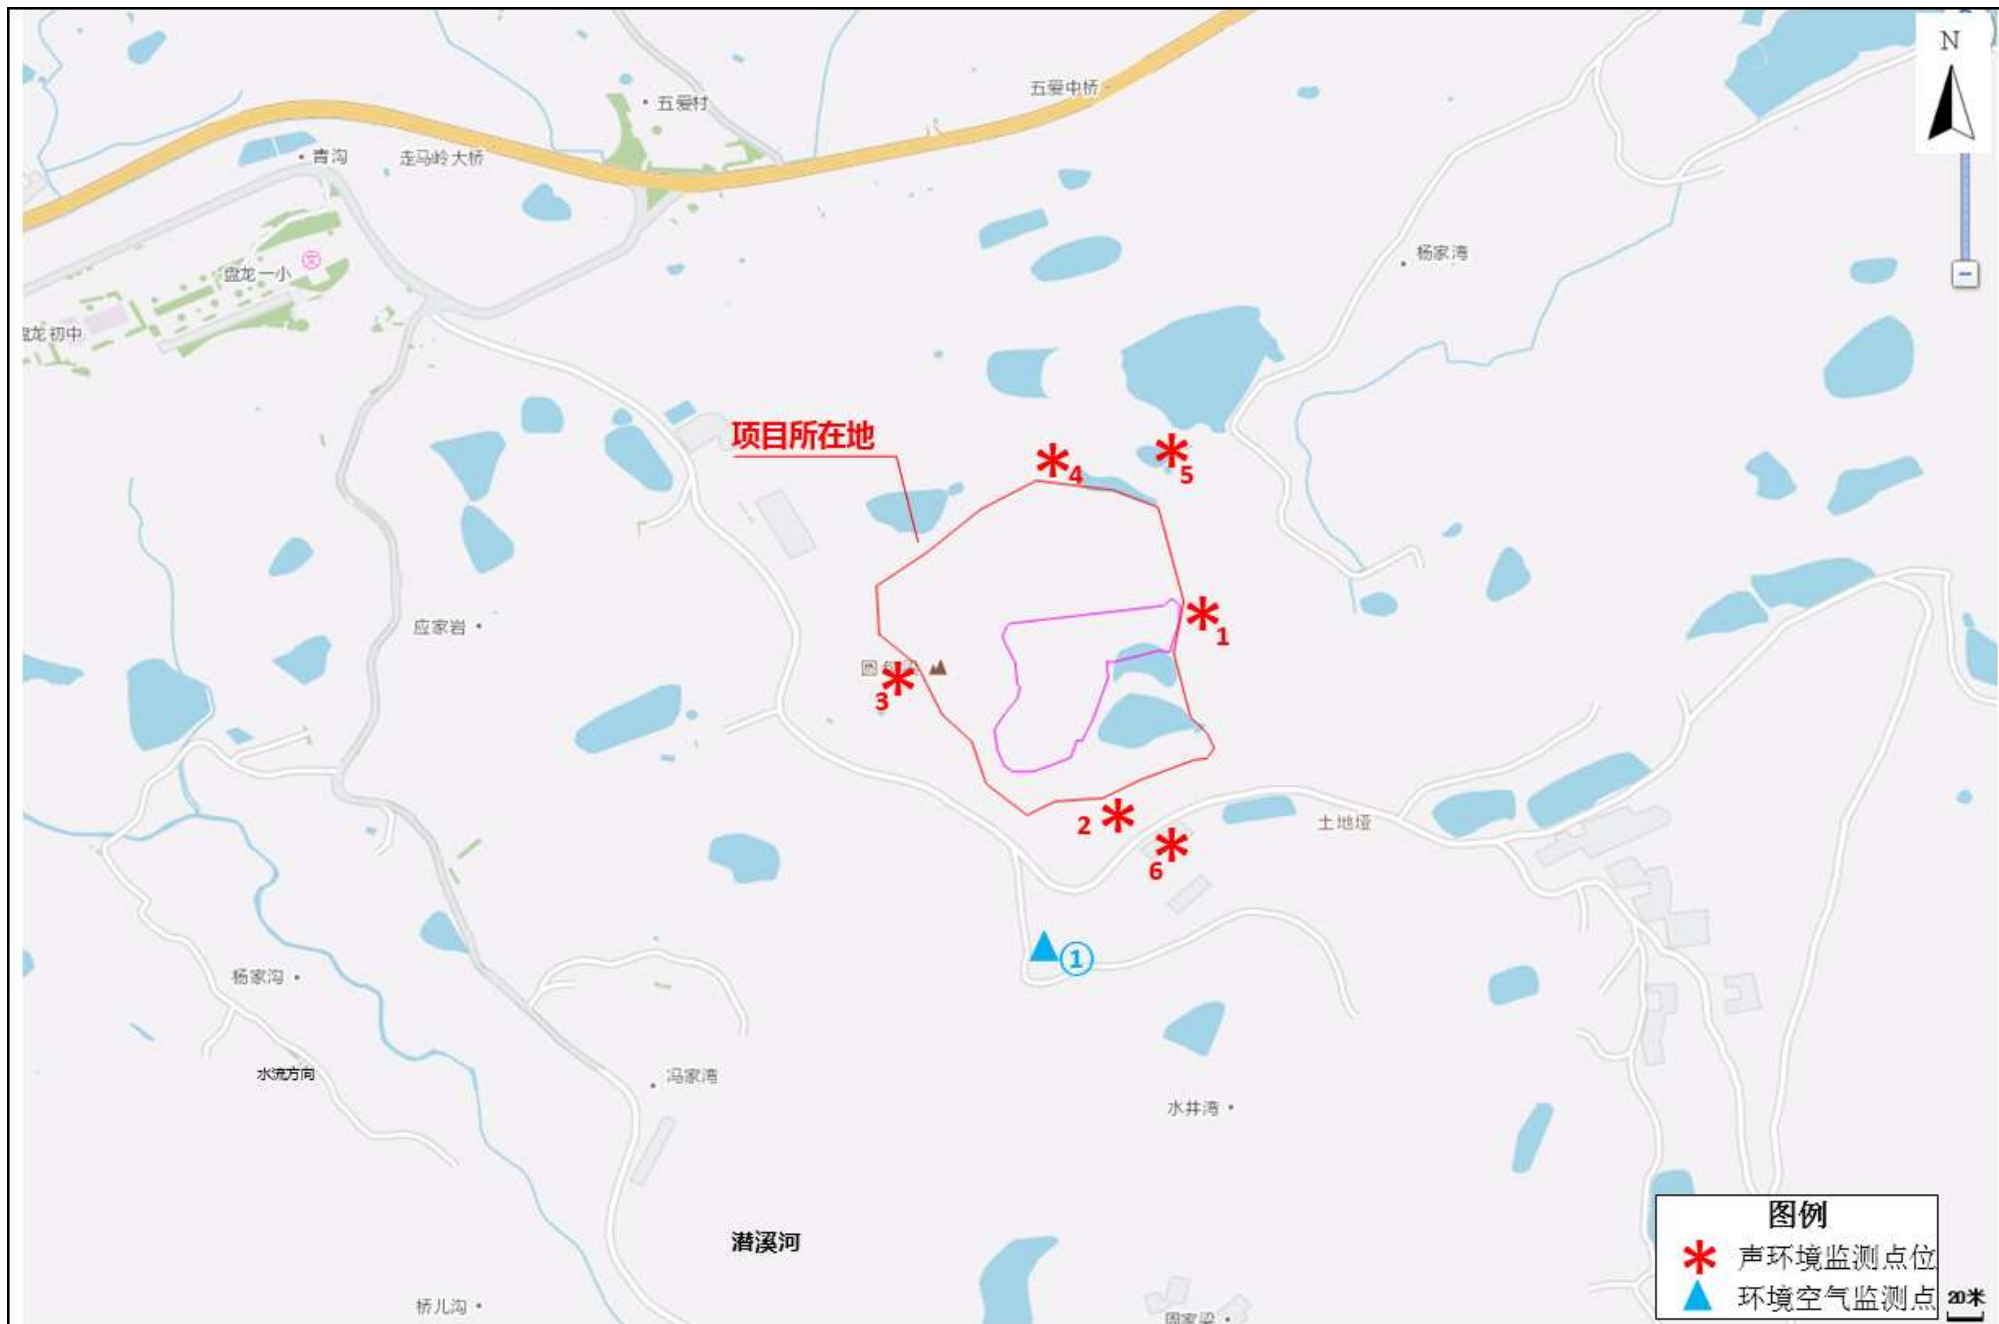 N
五爱中桥
五爱村
青沟
走马岭大桥
杨家湾
盘龙一小
文
龙初中
项目所在地
4
5
应家岩
1
3
2
土地垭
6
①
杨家沟
水流方向
冯家湾
水井湾
潜溪河
桥儿沟
周家梁
图例
声环境监测点位
环境空气监测点
20米